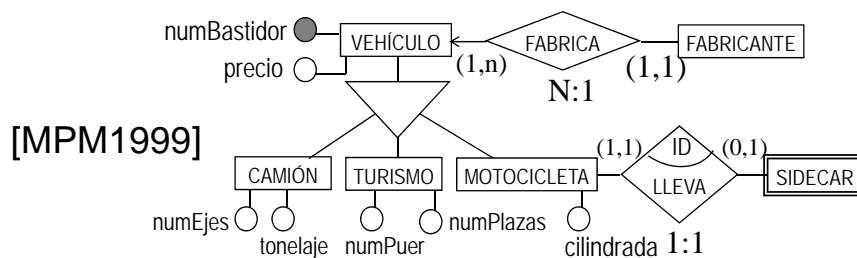 numBastidor
VEHÍCULO
FABRICA
FABRICANTE
precio
(1,n)
(1,1)
N:1
[MPM1999]
CAMIÓN
TURISMO
MOTOCICLETA
(1,1)
ID
(0,1)
LLEVA
SIDECAR
numEjes
tonelaje
numPuer
numPlazas
cilindrada
1:1